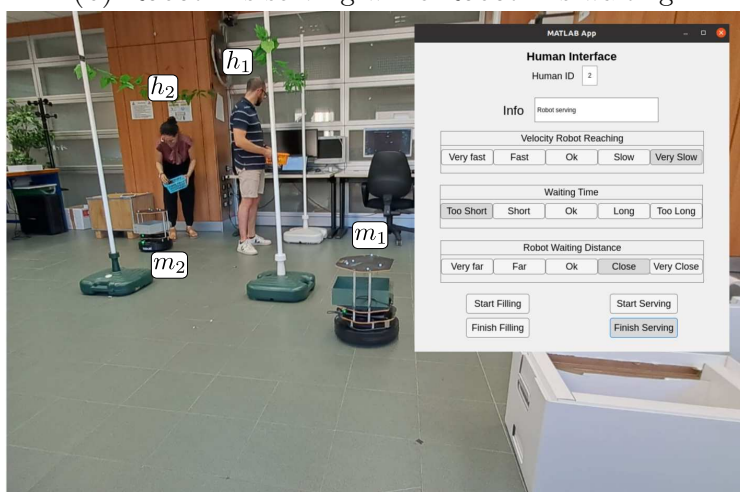 h1
h2
m1
m2
MATLAB App
Human Interface
Human ID 2
Info Robot serving
Velocity Robot Reaching
Very fast Fast Ok Slow Very Slow
Waiting Time
Too Short Short Ok Long Too Long
Robot Waiting Distance
Very far Far Ok Close Very Close
Start Filling Start Serving
Finish Filling Finish Serving